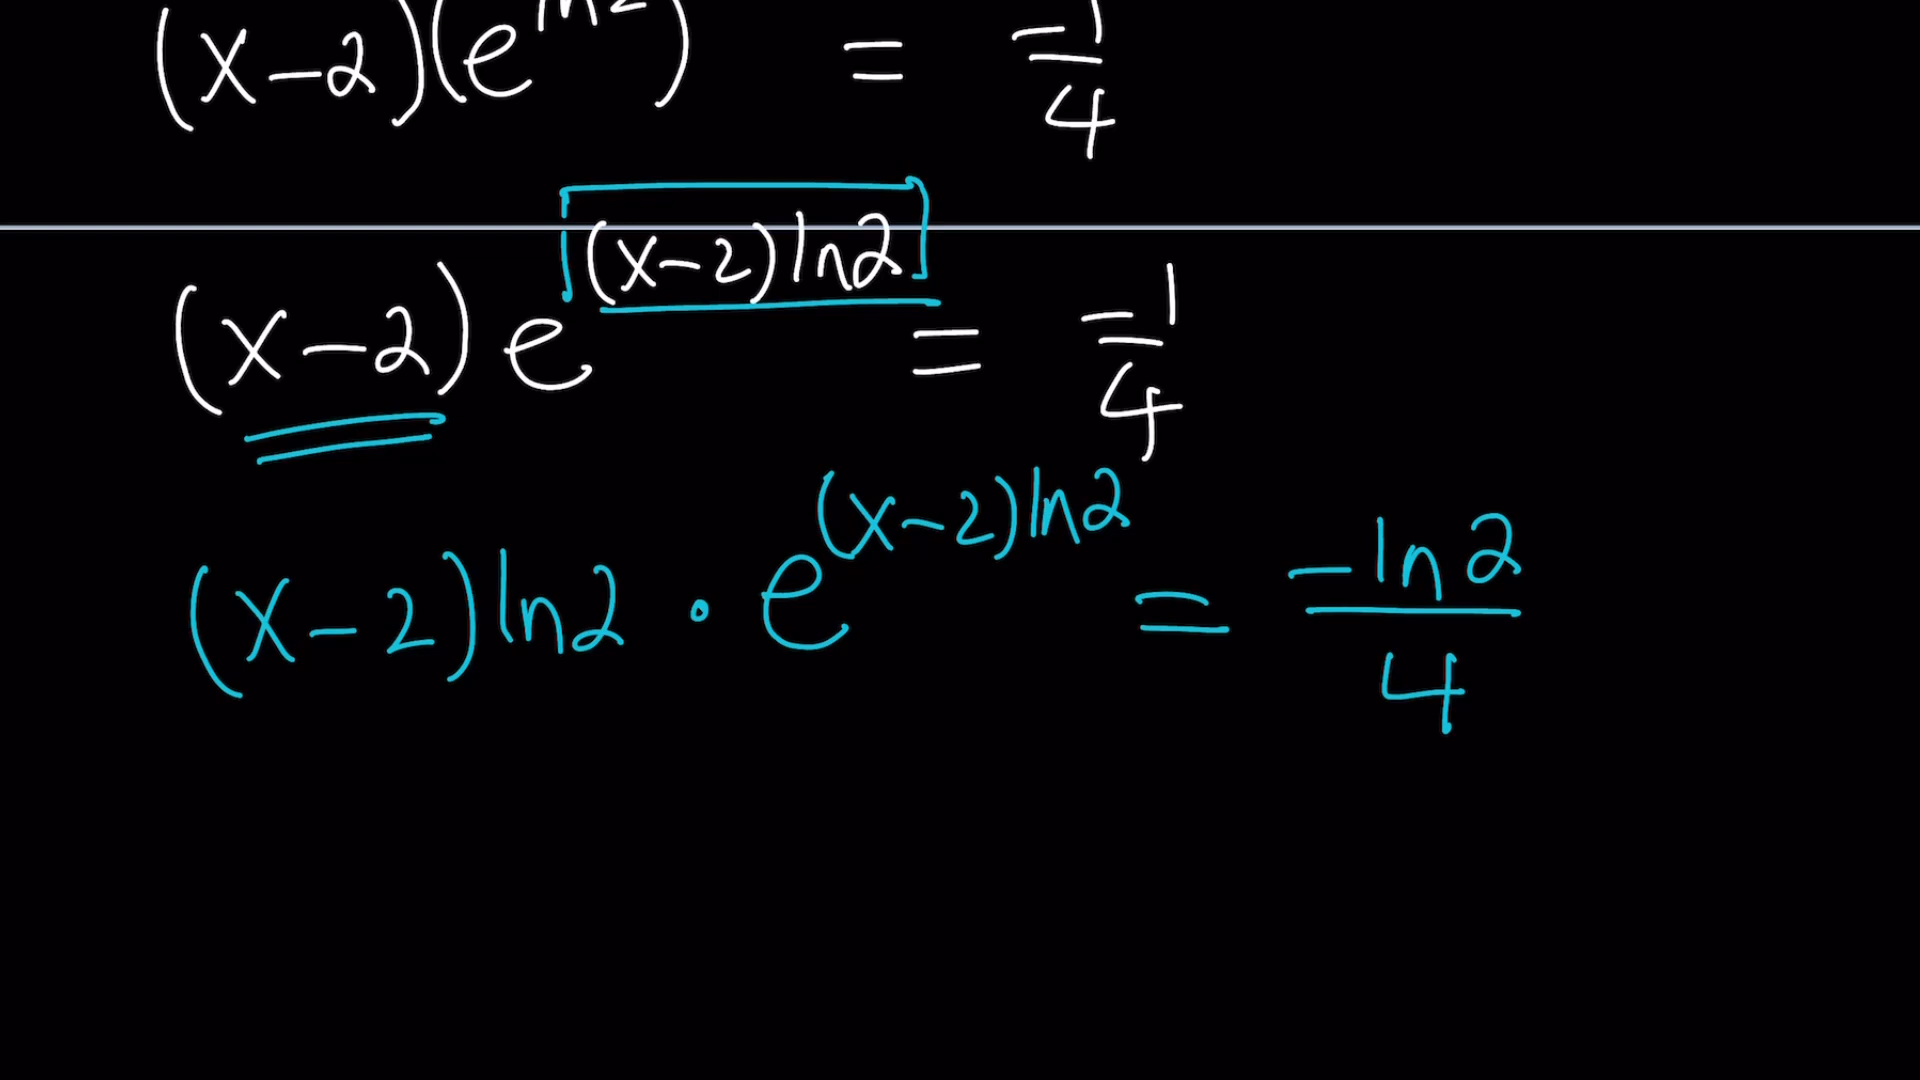 (x-2)(e^ln2) = -1/4
(x-2)e^(x-2)ln2 = -1/4
(x-2)ln2 · e^(x-2)ln2 = -ln2/4